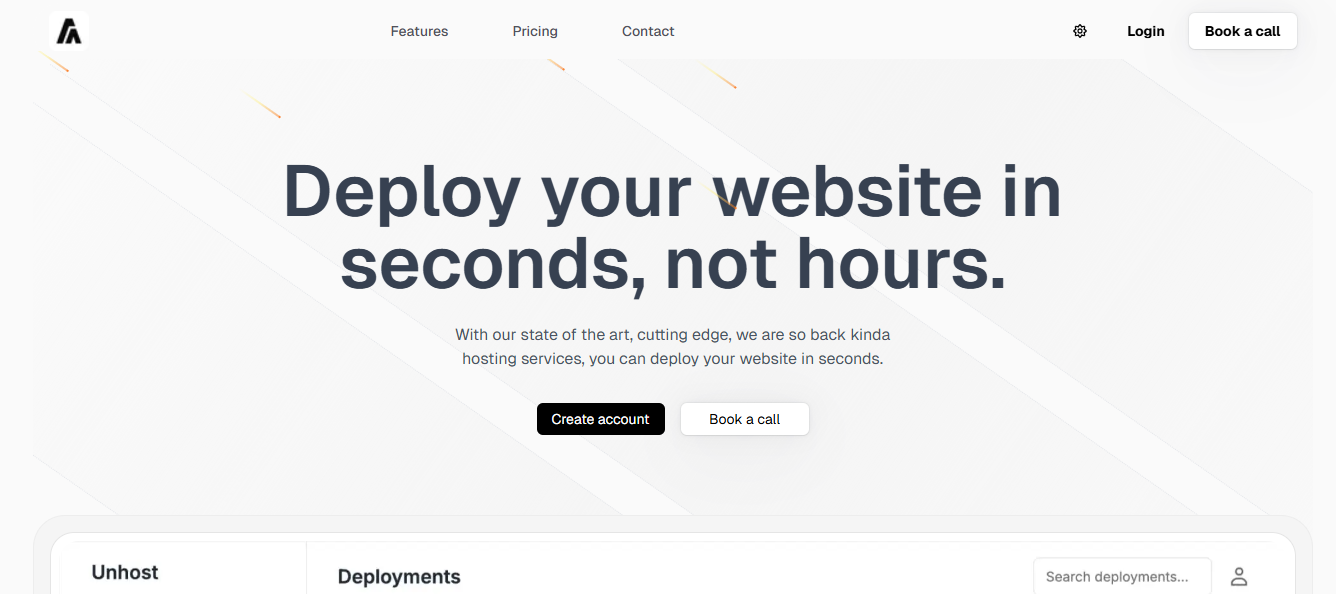 Features Pricing Contact Login Book a call
Deploy your website in
seconds, not hours.
With our state of the art, cutting edge, we are so back kinda
hosting services, you can deploy your website in seconds.
Create account Book a call
Unhost Deployments Search deployments...